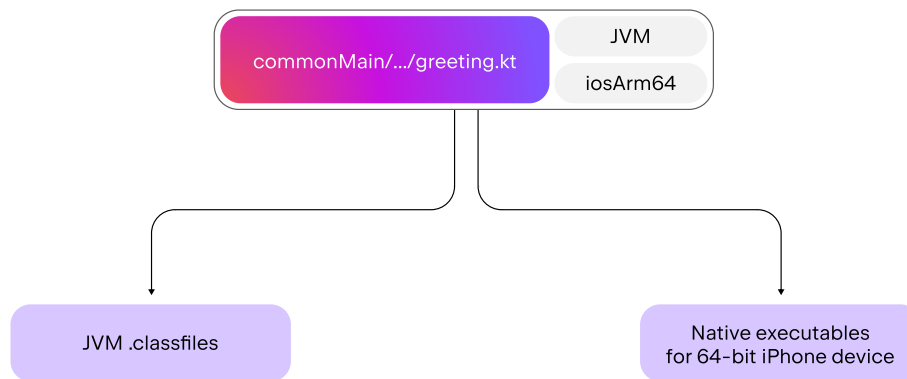 commonMain/.../greeting.kt
JVM
iosArm64
JVM .classfiles
Native executables
for 64-bit iPhone device